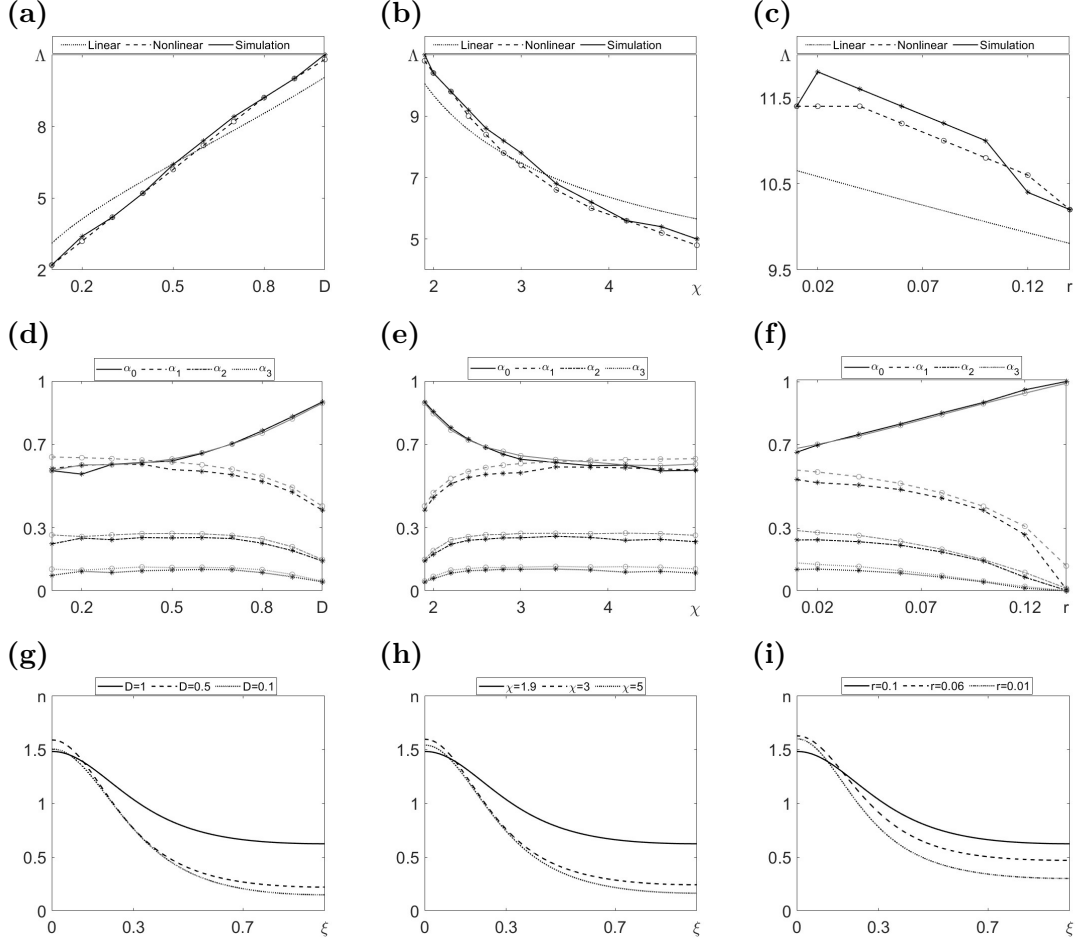 (a)
Linear Nonlinear Simulation
Λ
8
5
2
0.2 0.5 0.8 D
(b)
Linear Nonlinear Simulation
Λ
9
7
5
2 3 4 χ
(c)
Linear Nonlinear Simulation
Λ
11.5
10.5
9.5
0.02 0.07 0.12 r
(d)
α0 α1 α2 α3
1
0.7
0.3
0
0.2 0.5 0.8 D
(e)
α0 α1 α2 α3
1
0.7
0.3
0
2 3 4 χ
(f)
α0 α1 α2 α3
1
0.7
0.3
0
0.02 0.07 0.12 r
(g)
D=1 D=0.5 D=0.1
n
1.5
1
0.5
0
0 0.3 0.7 ξ
(h)
χ=1.9 χ=3 χ=5
n
1.5
1
0.5
0
0 0.3 0.7 ξ
(i)
r=0.1 r=0.06 r=0.01
n
1.5
1
0.5
0
0 0.3 0.7 ξ